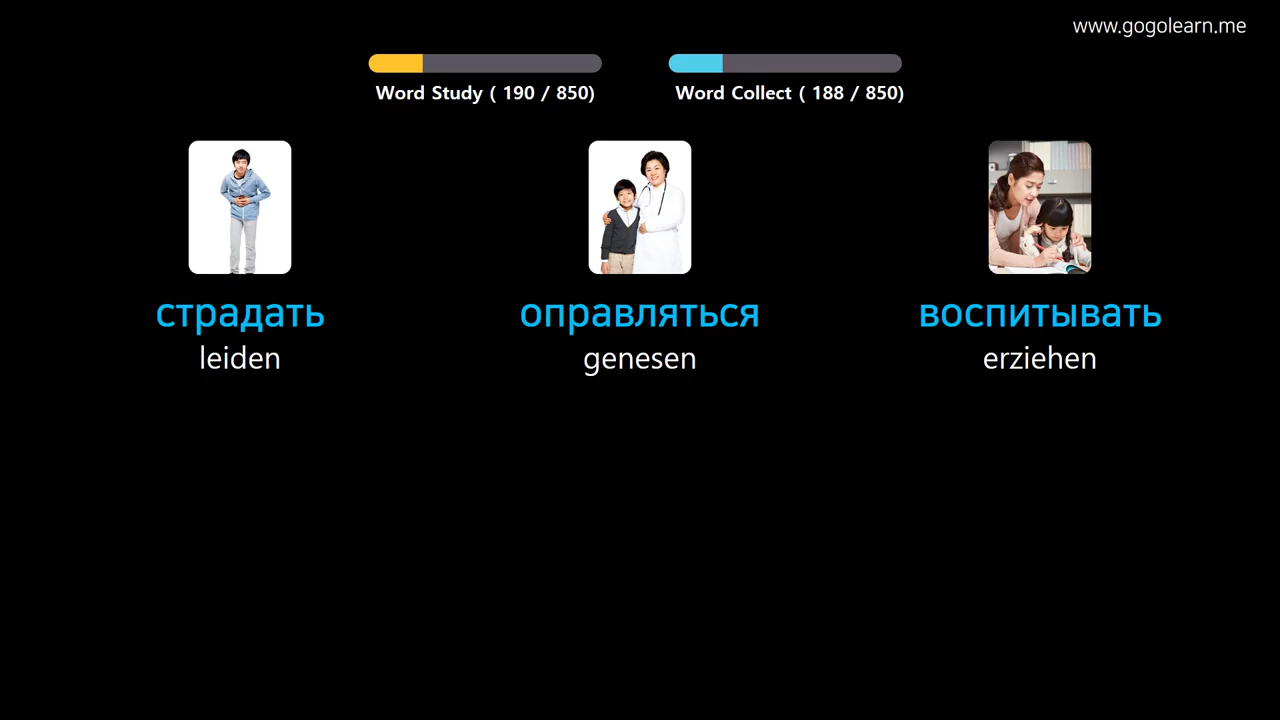 www.gogolearn.me
Word Study ( 190 / 850)
Word Collect ( 188 / 850)
страдать
leiden
оправляться
genesen
воспитывать
erziehen